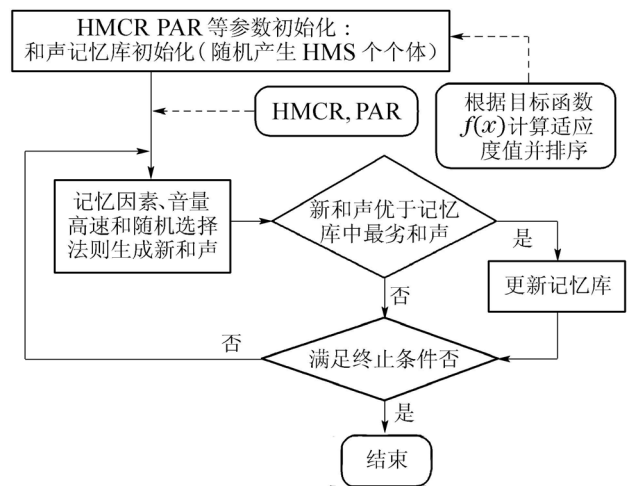 HMCR PAR 等参数初始化:
和声记忆库初始化(随机产生 HMS 个个体)
HMCR, PAR
根据目标函数
f(x)计算适应
度值并排序
记忆因素、音量
高速和随机选择
法则生成新和声
新和声优于记忆
库中最劣和声
是
更新记忆库
否
否
满足终止条件否
是
结束